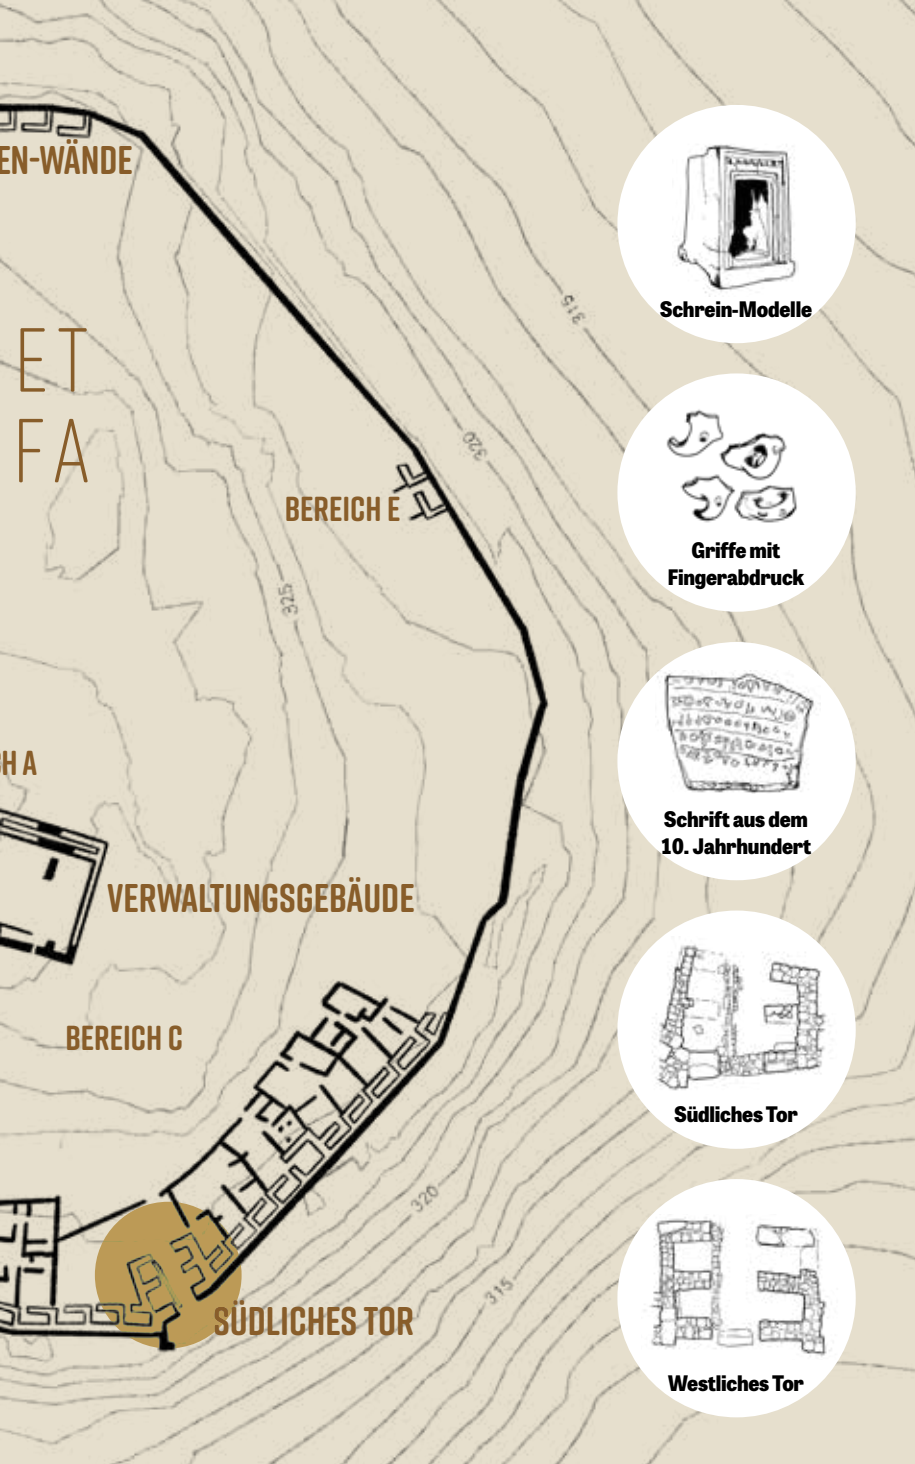 EN-WÄNDE
ET
FA
315
320
BEREICH E
325
H A
VERWALTUNGSGEBÄUDE
BEREICH C
320
315
SÜDLICHES TOR
Schrein-Modelle
Griffe mit
Fingerabdruck
Schrift aus dem
10. Jahrhundert
Südliches Tor
Westliches Tor